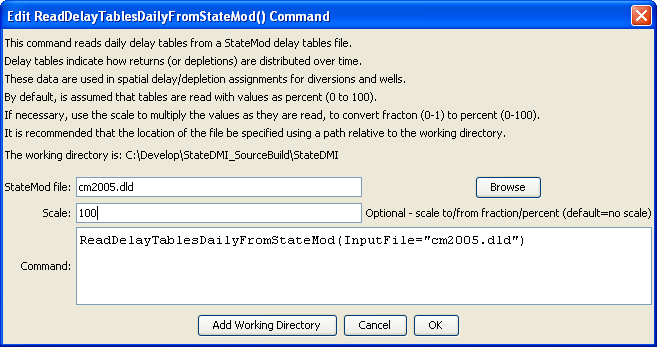 Edit ReadDelayTablesDailyFromStateMod() Command
This command reads daily delay tables from a StateMod delay tables file.
Delay tables indicate how returns (or depletions) are distributed over time.
These data are used in spatial delay/depletion assignments for diversions and wells.
By default, is assumed that tables are read with values as percent (0 to 100).
If necessary, use the scale to multiply the values as they are read, to convert fracton (0-1) to percent (0-100).
It is recommended that the location of the file be specified using a path relative to the working directory.
The working directory is: C:\Develop\StateDMI_SourceBuild\StateDMI
StateMod file: cm2005.dld Browse
Scale: 100 Optional - scale to/from fraction/percent (default=no scale)
Command: ReadDelayTablesDailyFromStateMod(InputFile="cm2005.dld")
Add Working Directory Cancel OK